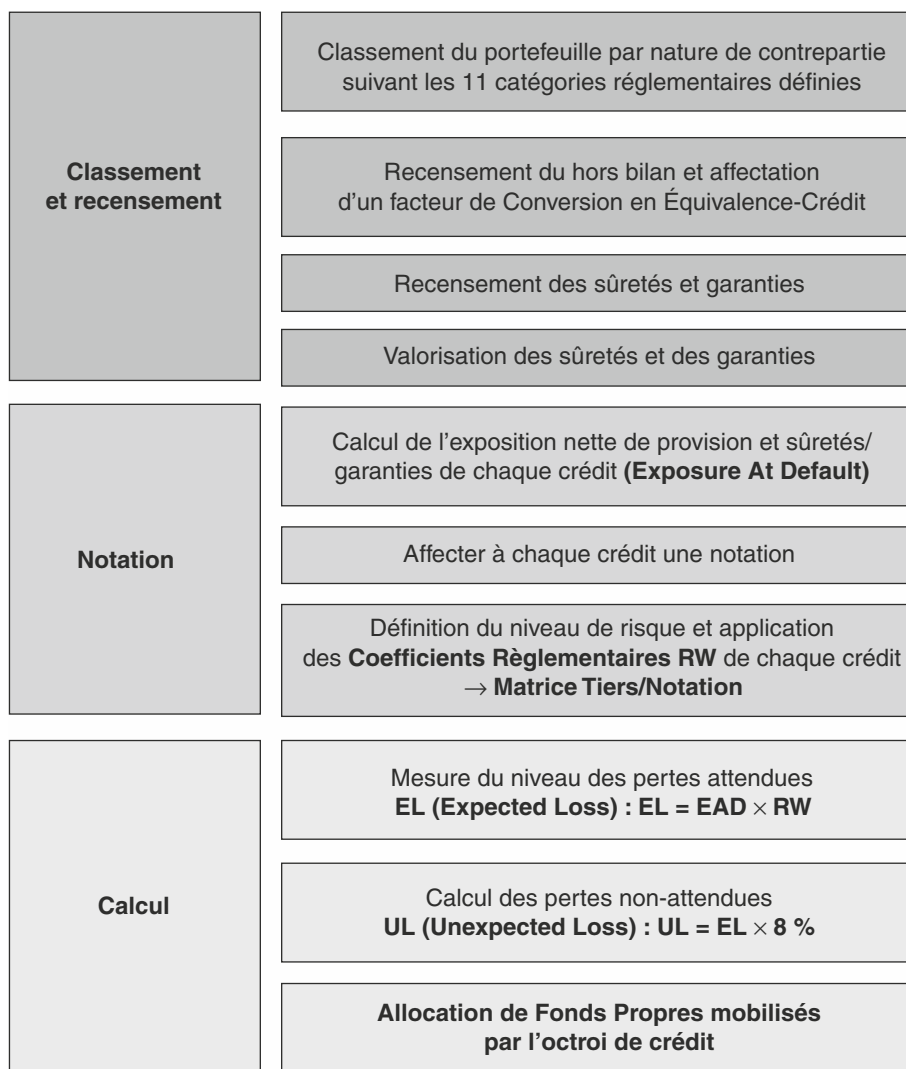 Classement
et recensement
Classement du portefeuille par nature de contrepartie
suivant les 11 catégories réglementaires définies
Recensement du hors bilan et affectation
d'un facteur de Conversion en Équivalence-Crédit
Recensement des sûretés et garanties
Valorisation des sûretés et des garanties
Notation
Calcul de l'exposition nette de provision et sûretés/
garanties de chaque crédit (Exposure At Default)
Affecter à chaque crédit une notation
Définition du niveau de risque et application
des Coefficients Règlementaires RW de chaque crédit
→ Matrice Tiers/Notation
Calcul
Mesure du niveau des pertes attendues
EL (Expected Loss) : EL = EAD × RW
Calcul des pertes non-attendues
UL (Unexpected Loss) : UL = EL × 8 %
Allocation de Fonds Propres mobilisés
par l'octroi de crédit